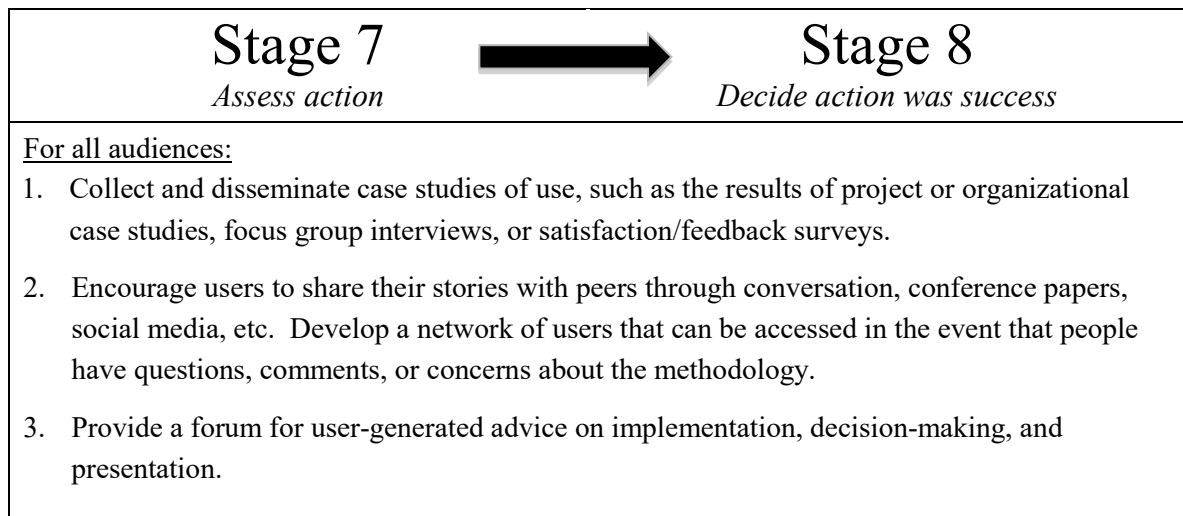 Stage 7 Stage 8
Assess action Decide action was success
For all audiences:
1. Collect and disseminate case studies of use, such as the results of project or organizational
case studies, focus group interviews, or satisfaction/feedback surveys.
2. Encourage users to share their stories with peers through conversation, conference papers,
social media, etc. Develop a network of users that can be accessed in the event that people
have questions, comments, or concerns about the methodology.
3. Provide a forum for user-generated advice on implementation, decision-making, and
presentation.